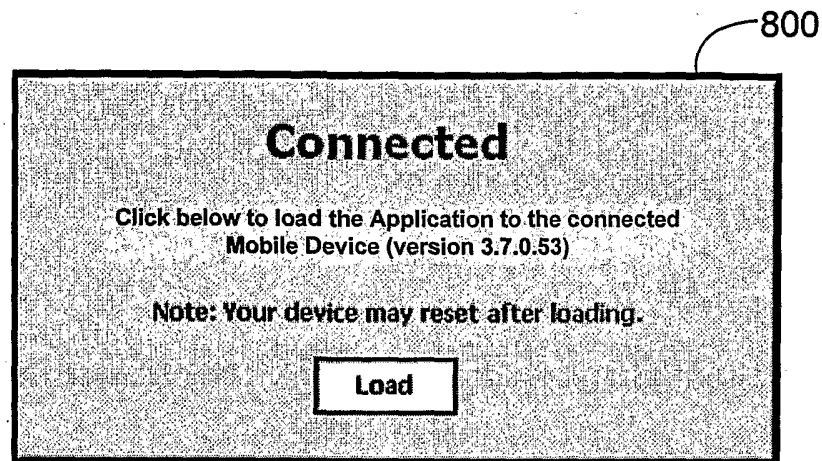 800
Connected
Click below to load the Application to the connected
Mobile Device (version 3.7.0.53)
Note: Your device may reset after loading.
Load